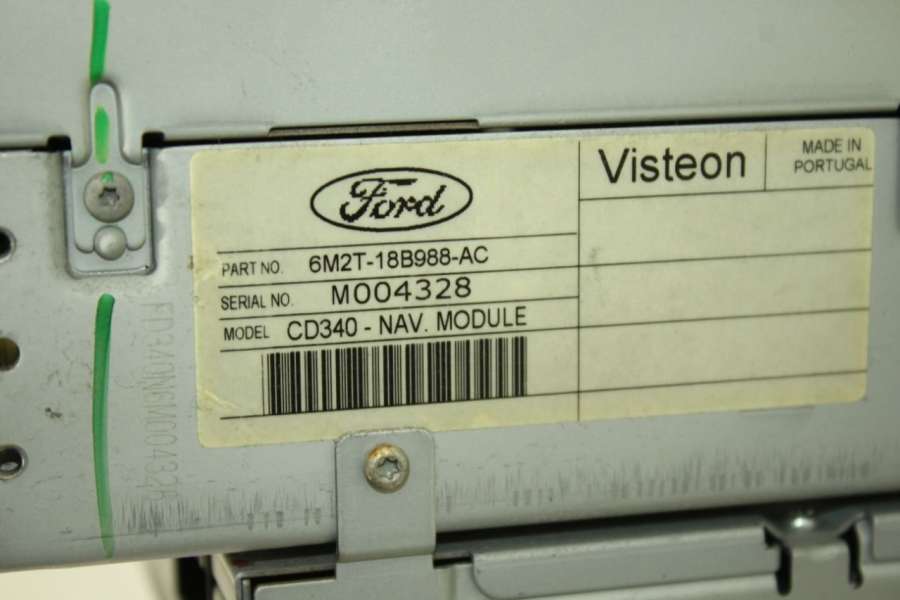 Ford
Visteon
MADE IN
PORTUGAL
PART NO. 6M2T-18B988-AC
SERIAL NO. M004328
MODEL CD340 - NAV. MODULE